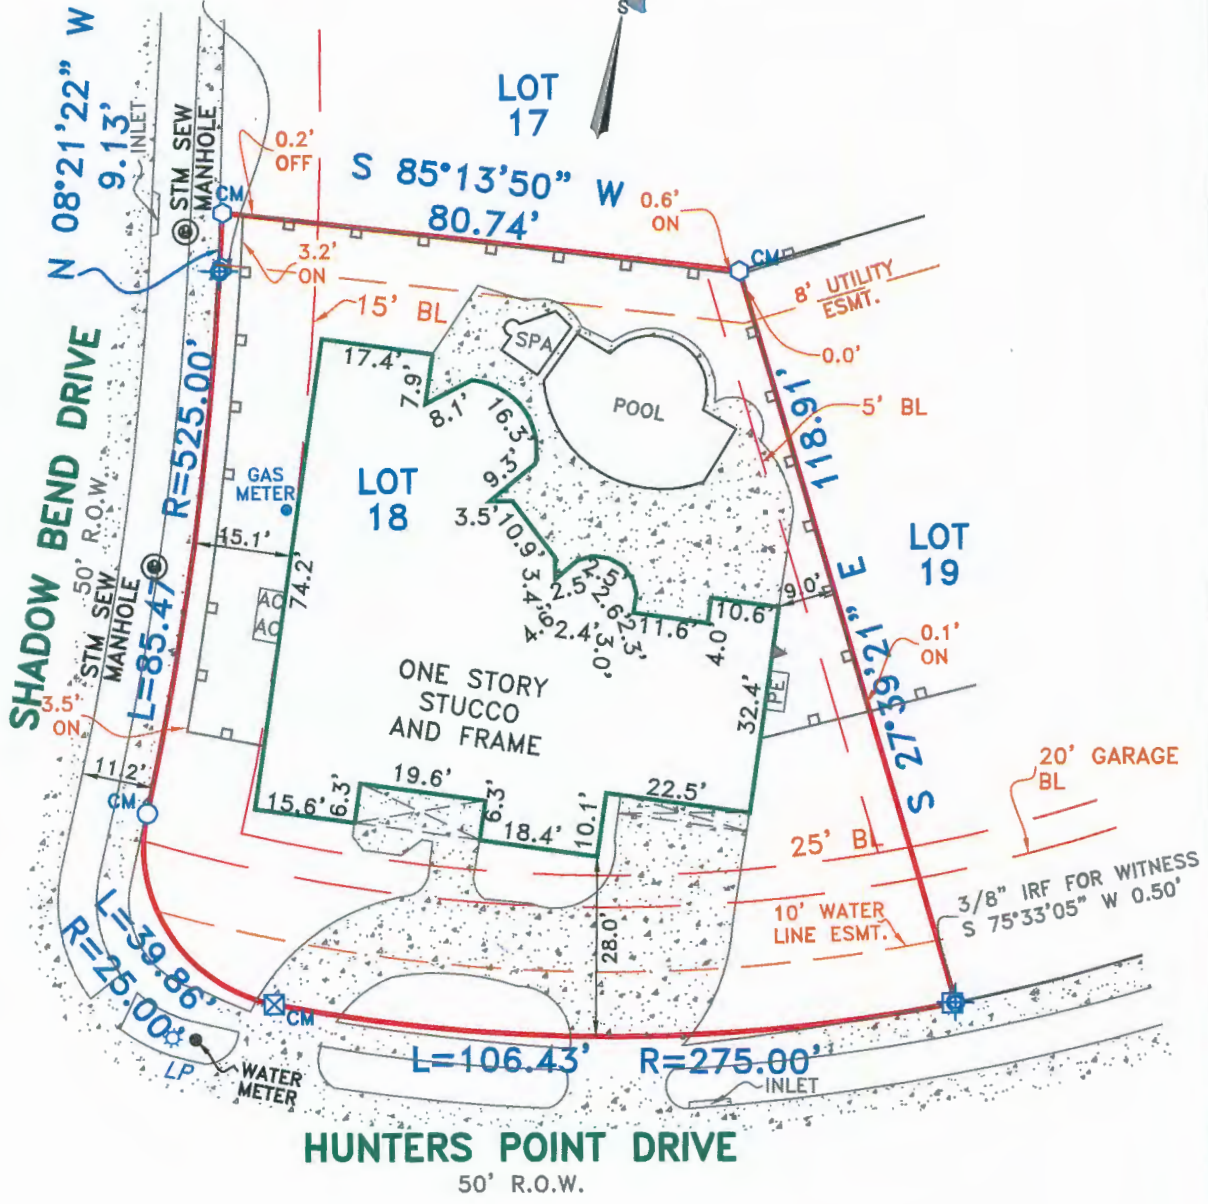 S
LOT
17
N 08°21'22" W
9.13'
INLET
STM SEW
MANHOLE
0.2'
OFF
CM
S 85°13'50" W
80.74'
0.6'
ON
CM
3.2'
ON
15' BL
8' UTILITY
ESMT.
0.0'
SPA
POOL
17.4'
7.9'
8.1'
16.3'
9.3'
3.5'
10.9'
3.4'
4.9'
2.5'
2.5'
2.6'
2.4'
2.3'
3.0'
11.6'
4.0
10.6'
9.0'
5' BL
118.91'
S 27°39'21" E
SHADOW BEND DRIVE
50' R.O.W.
R=525.00'
L=85.47'
GAS
METER
LOT
18
LOT
19
15.1'
74.2'
AC
AC
STM SEW
MANHOLE
0.1'
ON
PE
ONE STORY
STUCCO
AND FRAME
32.4'
3.5'
ON
11.2'
CM
15.6'
6.3'
19.6'
6.3'
18.4'
10.1'
22.5'
20' GARAGE
BL
25' BL
3/8" IRF FOR WITNESS
S 75°33'05" W 0.50'
10' WATER
LINE ESMT.
28.0'
L=39.86'
R=25.00'
CM
LP
WATER
METER
L=106.43' R=275.00'
INLET
HUNTERS POINT DRIVE
50' R.O.W.